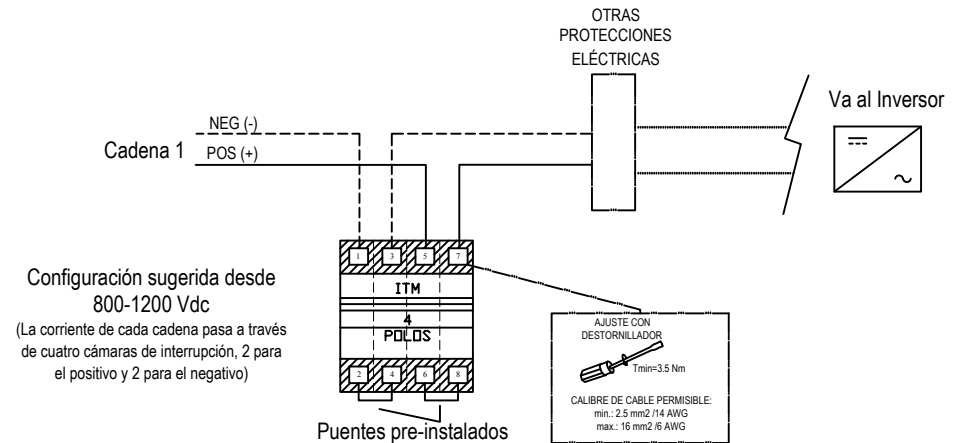 OTRAS
PROTECCIONES
ELÉCTRICAS
Va al Inversor
NEG (-)
Cadena 1
POS (+)
1 3 5 7
ITM
4
POLOS
2 4 6 8
Configuración sugerida desde
800-1200 Vdc
(La corriente de cada cadena pasa a través
de cuatro cámaras de interrupción, 2 para
el positivo y 2 para el negativo)
Puentes pre-instalados
AJUSTE CON
DESTORNILLADOR
Tmin=3.5 Nm
CALIBRE DE CABLE PERMISIBLE:
min.: 2.5 mm2 /14 AWG
max.: 16 mm2 /6 AWG